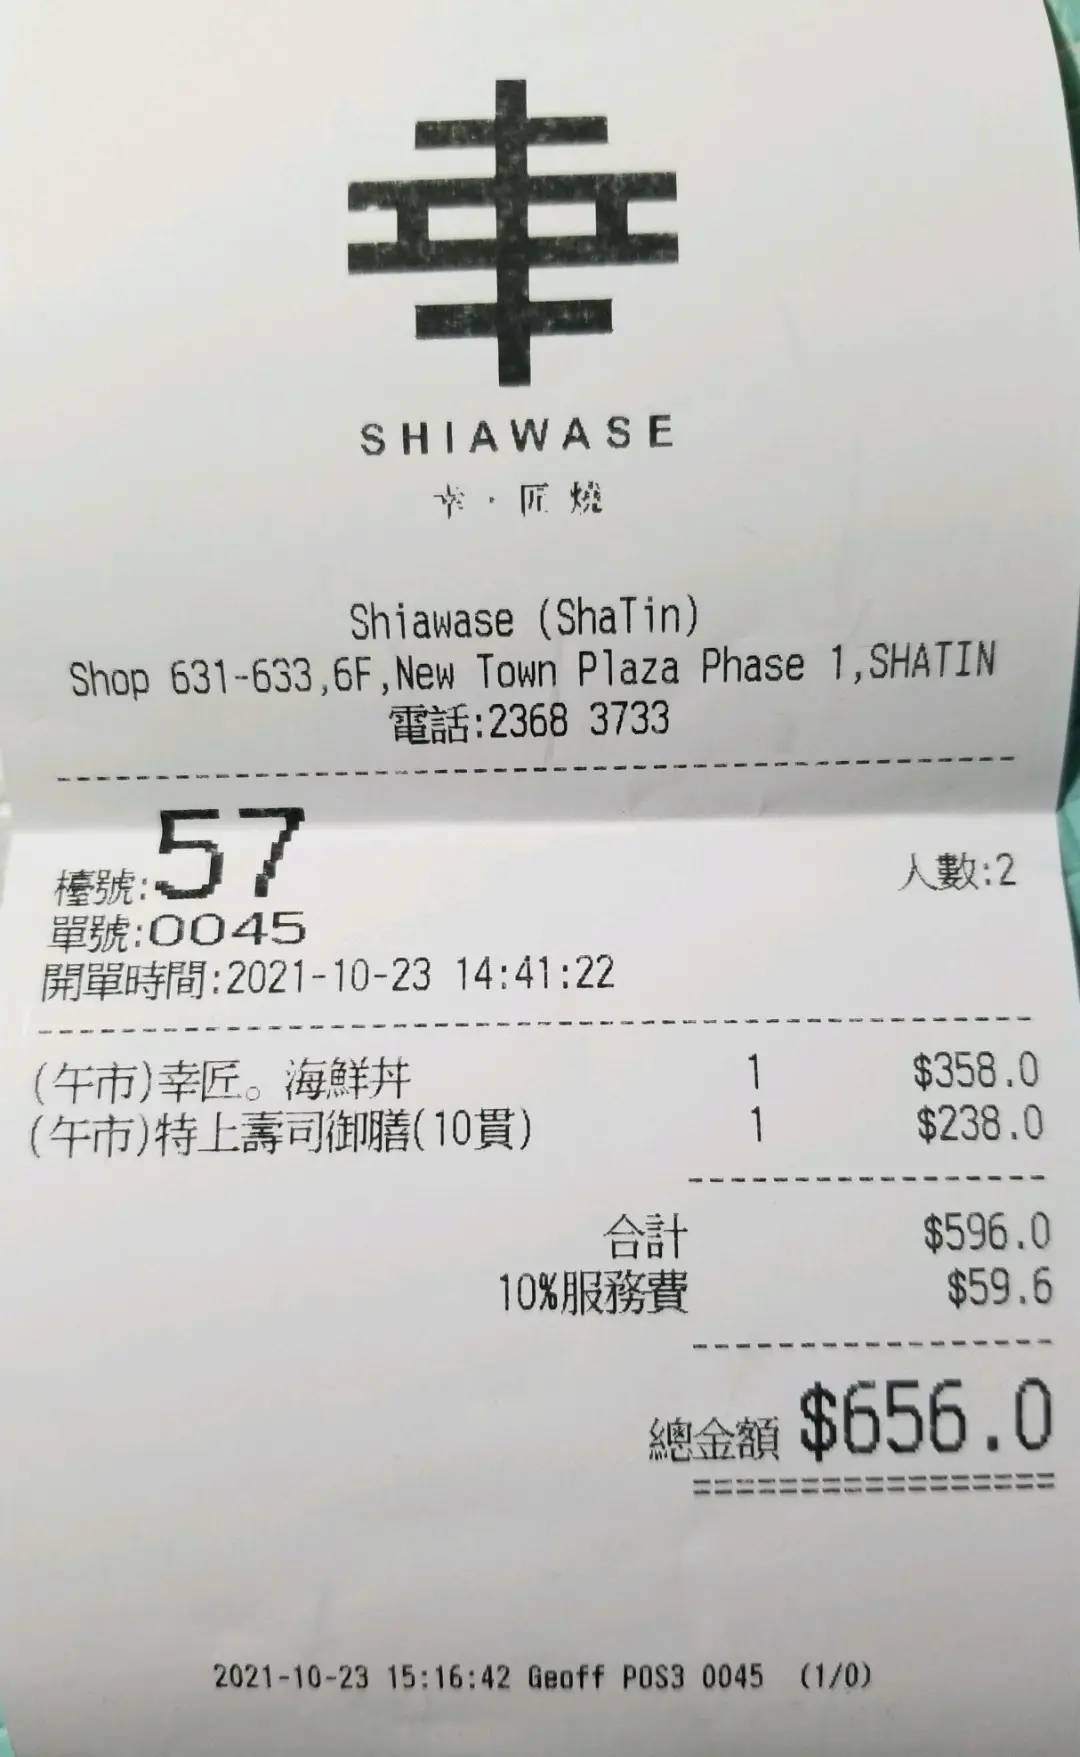 幸
SHIAWASE
幸·匠燒
Shiawase (ShaTin)
Shop 631-633,6F,New Town Plaza Phase 1,SHATIN
電話:2368 3733
檯號:57 人數:2
單號:0045
開單時間:2021-10-23 14:41:22
(午市)幸匠。海鮮丼 1 $358.0
(午市)特上壽司御膳(10貫) 1 $238.0
合計 $596.0
10%服務費 $59.6
總金額 $656.0
2021-10-23 15:16:42 Geoff POS3 0045 (1/0)